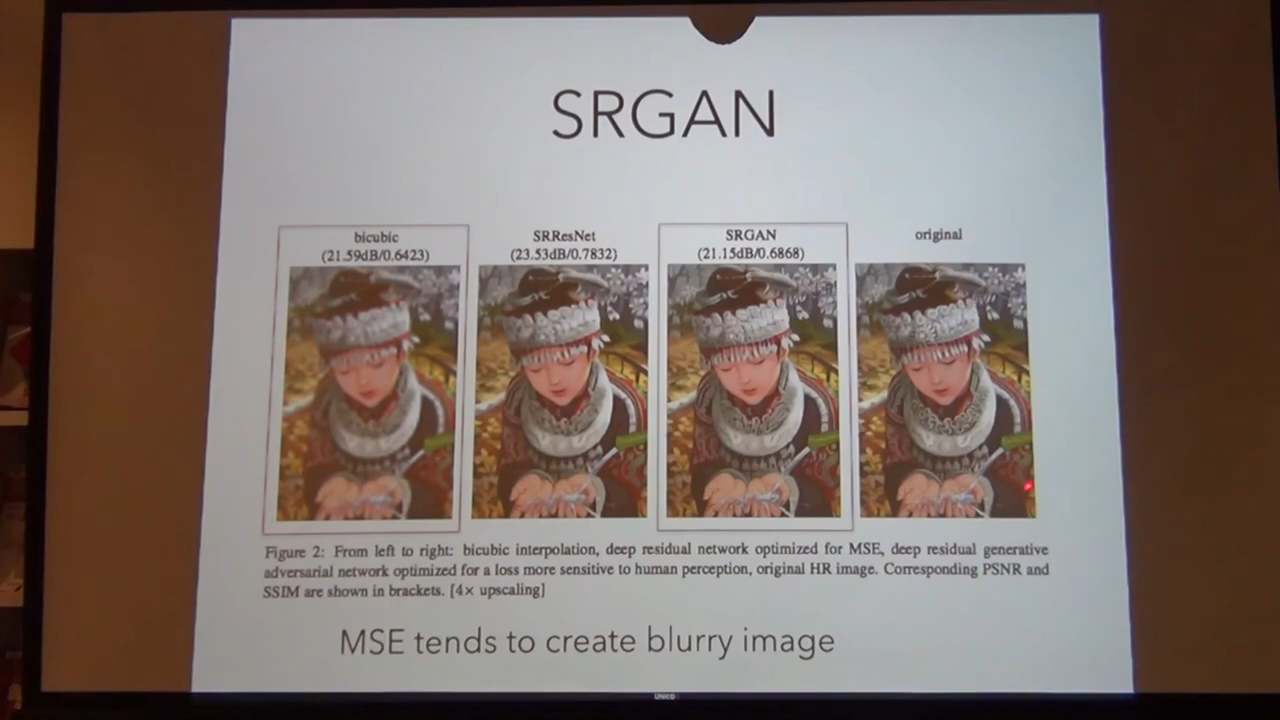 SRGAN
bicubic
(21.59dB/0.6423)
SRResNet
(23.53dB/0.7832)
SRGAN
(21.15dB/0.6868)
original
Figure 2: From left to right: bicubic interpolation, deep residual network optimized for MSE, deep residual generative
adversarial network optimized for a loss more sensitive to human perception, original HR image. Corresponding PSNR and
SSIM are shown in brackets. [4× upscaling]
MSE tends to create blurry image
UNICO